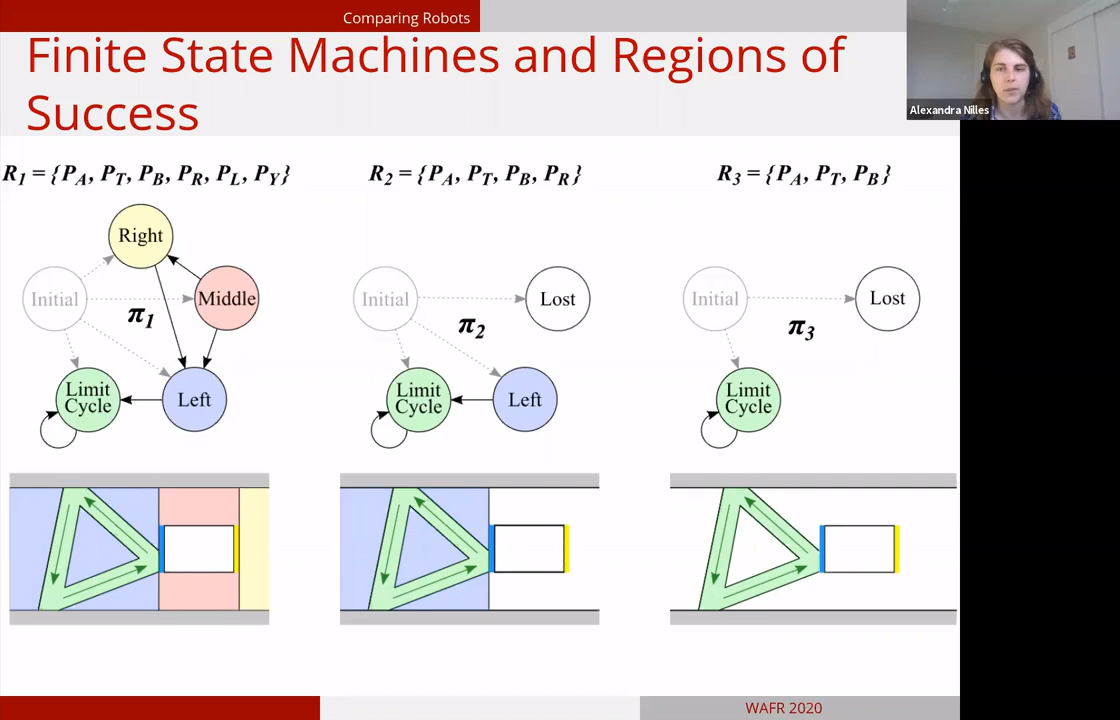 Comparing Robots
Finite State Machines and Regions of
Success
Alexandra Nilles
R1 = {PA, PT, PB, PR, PL, PY}
R2 = {PA, PT, PB, PR}
R3 = {PA, PT, PB}
Right
Initial
Middle
π1
Limit
Cycle
Left
Initial
Lost
π2
Limit
Cycle
Left
Initial
Lost
π3
Limit
Cycle
WAFR 2020